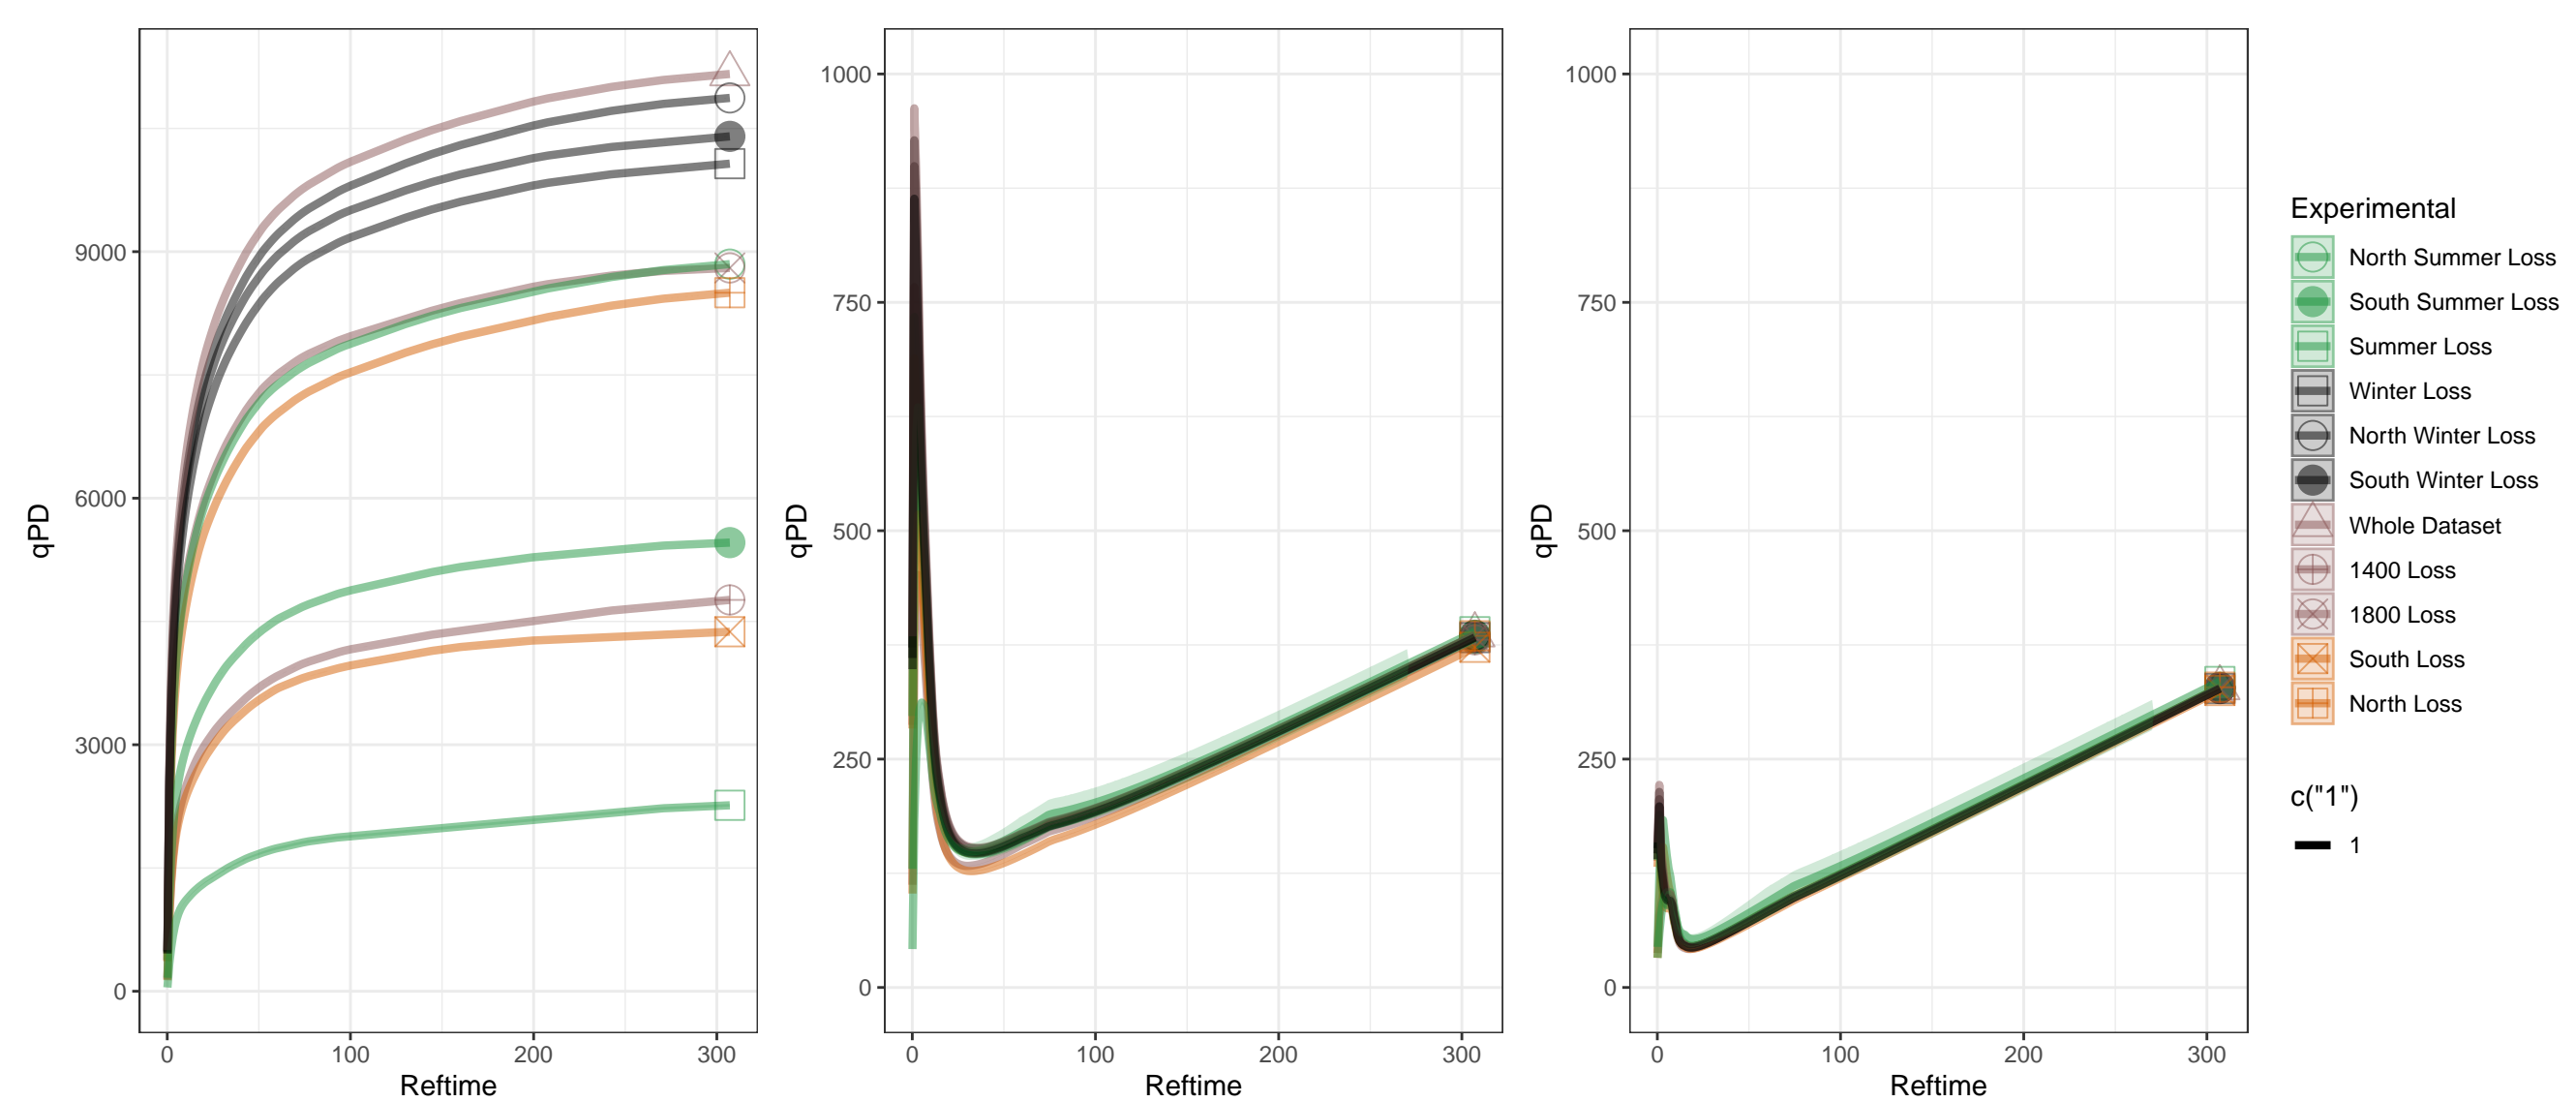 qPD
9000
6000
3000
0
0 100 200 300
Reftime
qPD
1000
750
500
250
0
0 100 200 300
Reftime
qPD
1000
750
500
250
0
0 100 200 300
Reftime
Experimental
North Summer Loss
South Summer Loss
Summer Loss
Winter Loss
North Winter Loss
South Winter Loss
Whole Dataset
1400 Loss
1800 Loss
South Loss
North Loss
c("1")
1